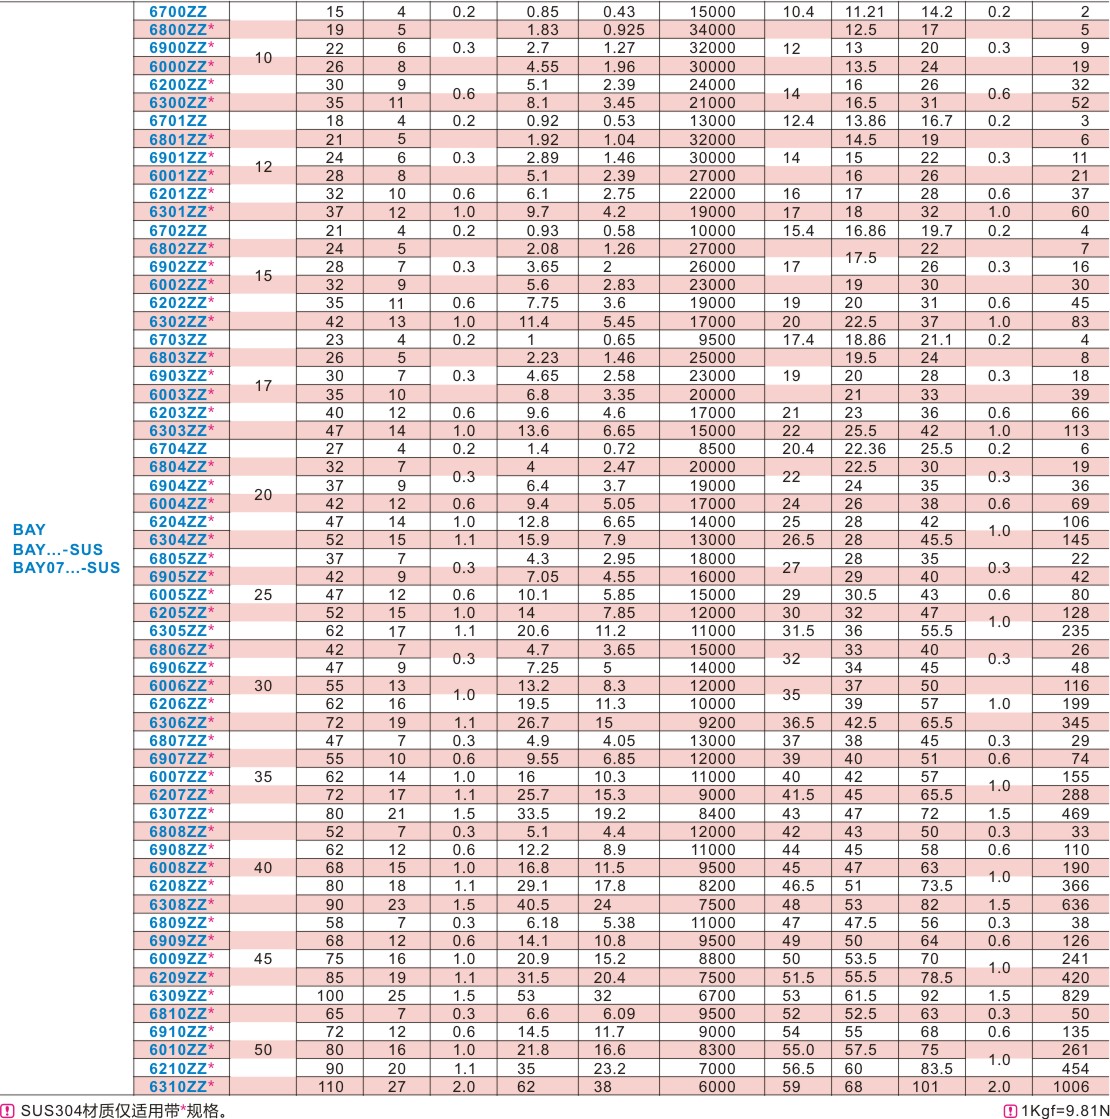 6700ZZ 15 4 0.2 0.85 0.43 15000 10.4 11.21 14.2 0.2 2
6800ZZ* 19 5 1.83 0.925 34000 12.5 17 5
6900ZZ* 10 22 6 0.3 2.7 1.27 32000 12 13 20 0.3 9
6000ZZ* 26 8 4.55 1.96 30000 13.5 24 19
6200ZZ* 30 9 0.6 5.1 2.39 24000 14 16 26 0.6 32
6300ZZ* 35 11 8.1 3.45 21000 16.5 31 52
6701ZZ 18 4 0.2 0.92 0.53 13000 12.4 13.86 16.7 0.2 3
6801ZZ* 21 5 1.92 1.04 32000 14.5 19 6
6901ZZ* 12 24 6 0.3 2.89 1.46 30000 14 15 22 0.3 11
6001ZZ* 28 8 5.1 2.39 27000 16 26 21
6201ZZ* 32 10 0.6 6.1 2.75 22000 16 17 28 0.6 37
6301ZZ* 37 12 1.0 9.7 4.2 19000 17 18 32 1.0 60
6702ZZ 21 4 0.2 0.93 0.58 10000 15.4 16.86 19.7 0.2 4
6802ZZ* 24 5 2.08 1.26 27000 17.5 22 7
6902ZZ* 15 28 7 0.3 3.65 2 26000 17 26 0.3 16
6002ZZ* 32 9 5.6 2.83 23000 19 30 30
6202ZZ* 35 11 0.6 7.75 3.6 19000 19 20 31 0.6 45
6302ZZ* 42 13 1.0 11.4 5.45 17000 20 22.5 37 1.0 83
6703ZZ 23 4 0.2 1 0.65 9500 17.4 18.86 21.1 0.2 4
6803ZZ* 26 5 2.23 1.46 25000 19.5 24 8
6903ZZ* 17 30 7 0.3 4.65 2.58 23000 19 20 28 0.3 18
6003ZZ* 35 10 6.8 3.35 20000 21 33 39
6203ZZ* 40 12 0.6 9.6 4.6 17000 21 23 36 0.6 66
6303ZZ* 47 14 1.0 13.6 6.65 15000 22 25.5 42 1.0 113
6704ZZ 27 4 0.2 1.4 0.72 8500 20.4 22.36 25.5 0.2 6
6804ZZ* 32 7 0.3 4 2.47 20000 22 22.5 30 0.3 19
6904ZZ* 20 37 9 6.4 3.7 19000 24 35 36
6004ZZ* 42 12 0.6 9.4 5.05 17000 24 26 38 0.6 69
6204ZZ* 47 14 1.0 12.8 6.65 14000 25 28 42 1.0 106
BAY
6304ZZ* 52 15 1.1 15.9 7.9 13000 26.5 28 45.5 145
BAY...-SUS
6805ZZ* 37 7 0.3 4.3 2.95 18000 27 28 35 0.3 22
BAY07...-SUS
6905ZZ* 42 9 7.05 4.55 16000 29 40 42
6005ZZ* 25 47 12 0.6 10.1 5.85 15000 29 30.5 43 0.6 80
6205ZZ* 52 15 1.0 14 7.85 12000 30 32 47 1.0 128
6305ZZ* 62 17 1.1 20.6 11.2 11000 31.5 36 55.5 235
6806ZZ* 42 7 0.3 4.7 3.65 15000 32 33 40 0.3 26
6906ZZ* 47 9 7.25 5 14000 34 45 48
6006ZZ* 30 55 13 1.0 13.2 8.3 12000 35 37 50 116
6206ZZ* 62 16 19.5 11.3 10000 39 57 1.0 199
6306ZZ* 72 19 1.1 26.7 15 9200 36.5 42.5 65.5 345
6807ZZ* 47 7 0.3 4.9 4.05 13000 37 38 45 0.3 29
6907ZZ* 55 10 0.6 9.55 6.85 12000 39 40 51 0.6 74
6007ZZ* 35 62 14 1.0 16 10.3 11000 40 42 57 1.0 155
6207ZZ* 72 17 1.1 25.7 15.3 9000 41.5 45 65.5 288
6307ZZ* 80 21 1.5 33.5 19.2 8400 43 47 72 1.5 469
6808ZZ* 52 7 0.3 5.1 4.4 12000 42 43 50 0.3 33
6908ZZ* 62 12 0.6 12.2 8.9 11000 44 45 58 0.6 110
6008ZZ* 40 68 15 1.0 16.8 11.5 9500 45 47 63 1.0 190
6208ZZ* 80 18 1.1 29.1 17.8 8200 46.5 51 73.5 366
6308ZZ* 90 23 1.5 40.5 24 7500 48 53 82 1.5 636
6809ZZ* 58 7 0.3 6.18 5.38 11000 47 47.5 56 0.3 38
6909ZZ* 68 12 0.6 14.1 10.8 9500 49 50 64 0.6 126
6009ZZ* 45 75 16 1.0 20.9 15.2 8800 50 53.5 70 1.0 241
6209ZZ* 85 19 1.1 31.5 20.4 7500 51.5 55.5 78.5 420
6309ZZ* 100 25 1.5 53 32 6700 53 61.5 92 1.5 829
6810ZZ* 65 7 0.3 6.6 6.09 9500 52 52.5 63 0.3 50
6910ZZ* 72 12 0.6 14.5 11.7 9000 54 55 68 0.6 135
6010ZZ* 50 80 16 1.0 21.8 16.6 8300 55.0 57.5 75 1.0 261
6210ZZ* 90 20 1.1 35 23.2 7000 56.5 60 83.5 454
6310ZZ* 110 27 2.0 62 38 6000 59 68 101 2.0 1006
SUS304材质仅适用带*规格。 1Kgf=9.81N